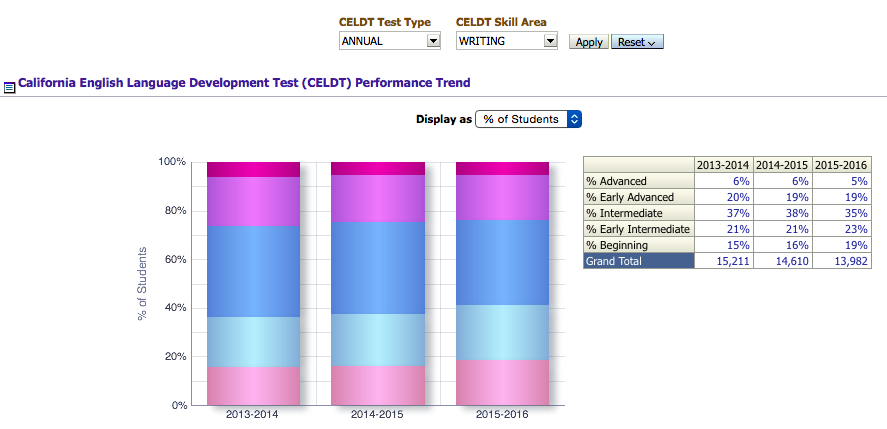 CELDT Test Type CELDT Skill Area
ANNUAL WRITING Apply Reset
California English Language Development Test (CELDT) Performance Trend
Display as % of Students
% of Students
100%
80%
60%
40%
20%
0%
2013-2014 2014-2015 2015-2016
2013-2014 2014-2015 2015-2016
% Advanced 6% 6% 5%
% Early Advanced 20% 19% 19%
% Intermediate 37% 38% 35%
% Early Intermediate 21% 21% 23%
% Beginning 15% 16% 19%
Grand Total 15,211 14,610 13,982